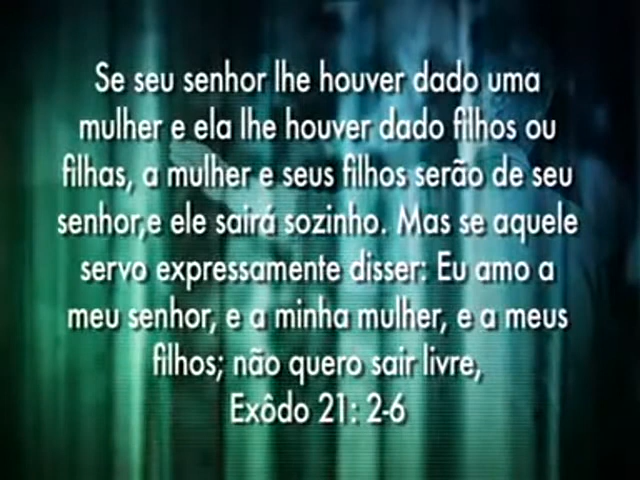 Se seu senhor lhe houver dado uma
mulher e ela lhe houver dado filhos ou
filhas, a mulher e seus filhos serão de seu
senhor,e ele sairá sozinho. Mas se aquele
servo expressamente disser: Eu amo a
meu senhor, e a minha mulher, e a meus
filhos; não quero sair livre,
Exôdo 21: 2-6